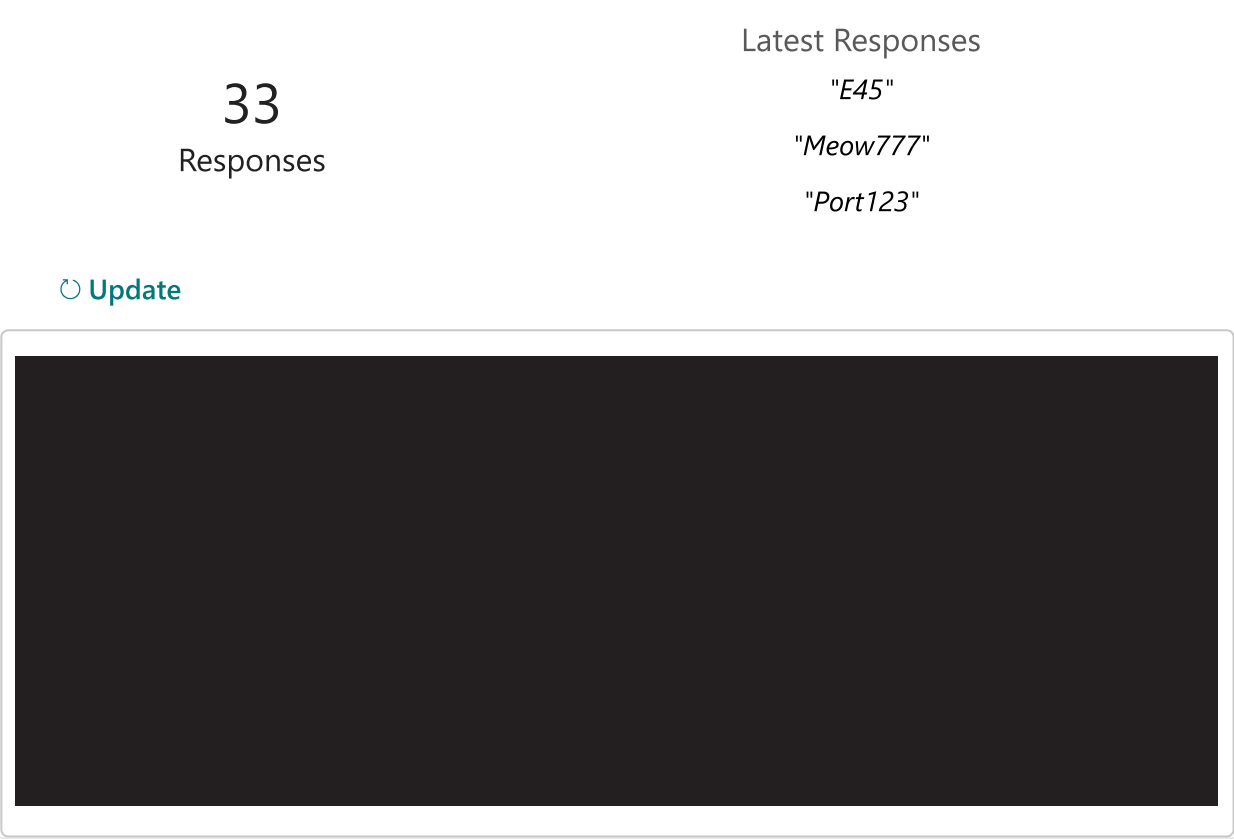 33
Responses
Latest Responses
"E45"
"Meow777"
"Port123"
Update